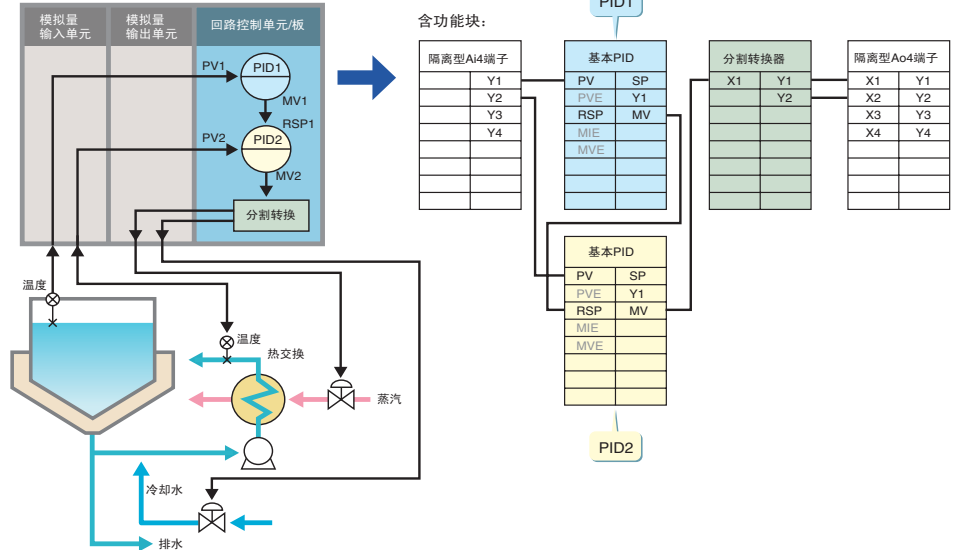 模拟量
输入单元
模拟量
输出单元
回路控制单元/板
PV1
PID1
MV1
RSP1
PV2
PID2
MV2
分割转换
温度
温度
热交换
蒸汽
冷却水
排水
含功能块：
PID1
隔离型Ai4端子
Y1
Y2
Y3
Y4
基本PID
PV SP
PVE Y1
RSP MV
MIE
MVE
分割转换器
X1 Y1
Y2
隔离型Ao4端子
X1 Y1
X2 Y2
X3 Y3
X4 Y4
基本PID
PV SP
PVE Y1
RSP MV
MIE
MVE
PID2